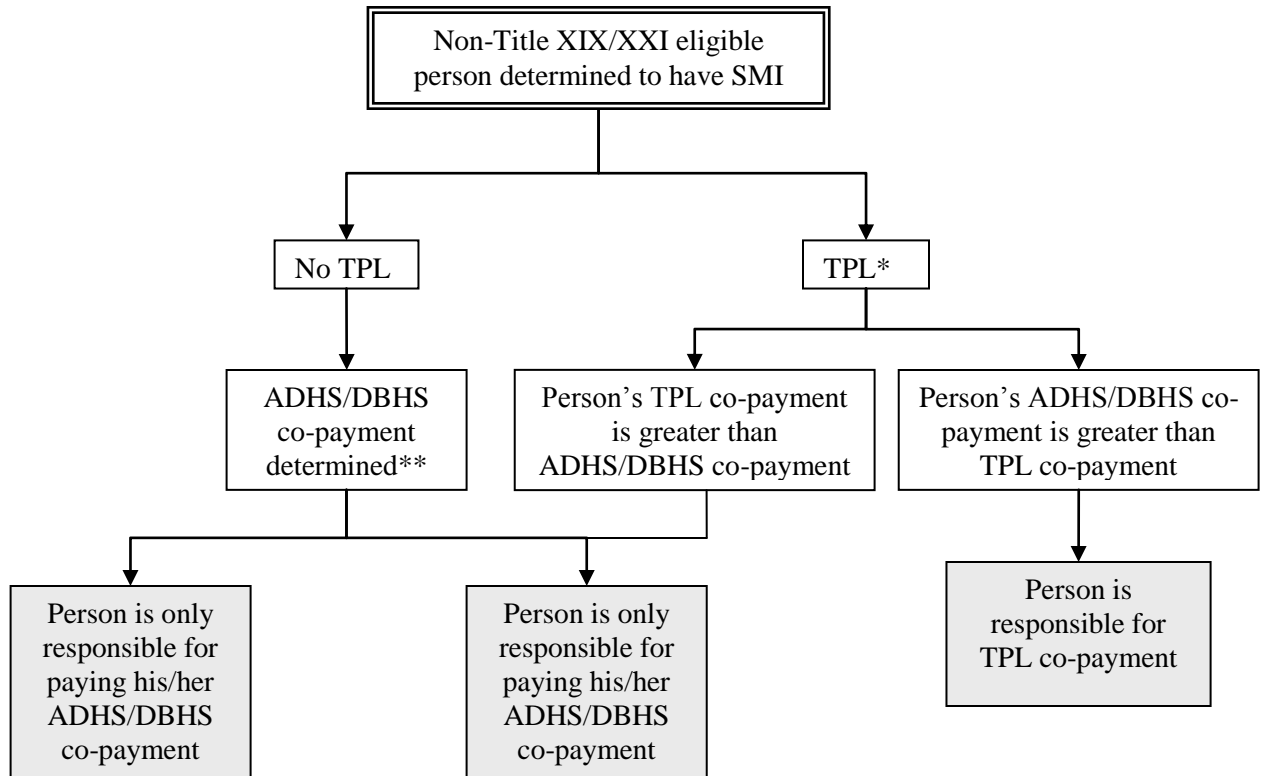 Non-Title XIX/XXI eligible
person determined to have SMI
No TPL
TPL*
ADHS/DBHS
co-payment
determined**
Person’s TPL co-payment
is greater than
ADHS/DBHS co-payment
Person’s ADHS/DBHS co-
payment is greater than
TPL co-payment
Person is only
responsible for
paying his/her
ADHS/DBHS
co-payment
Person is only
responsible for
paying his/her
ADHS/DBHS
co-payment
Person is
responsible for
TPL co-payment